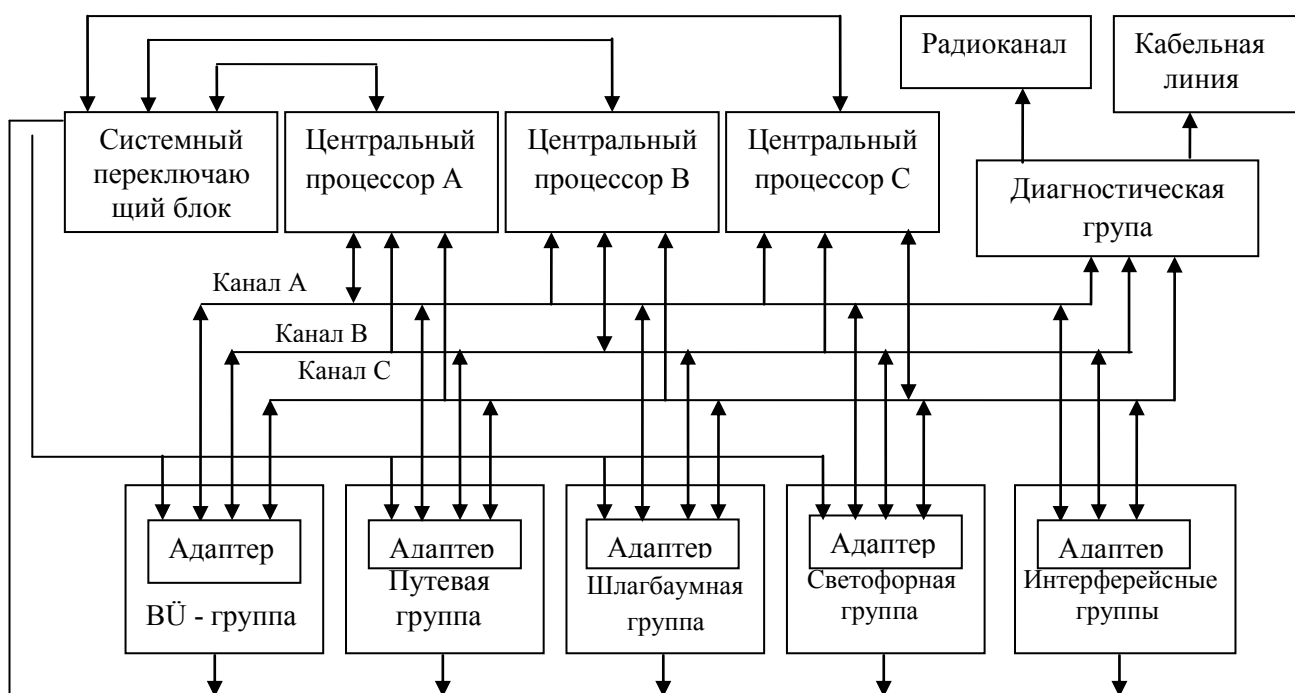 Радиоканал
Кабельная
линия
Системный
переключаю
щий блок
Центральный
процессор А
Центральный
процессор В
Центральный
процессор С
Диагностическая
група
Канал А
Канал В
Канал С
Адаптер
BÜ - группа
Адаптер
Путевая
группа
Адаптер
Шлагбаумная
группа
Адаптер
Светофорная
группа
Адаптер
Интерферейсные
группы